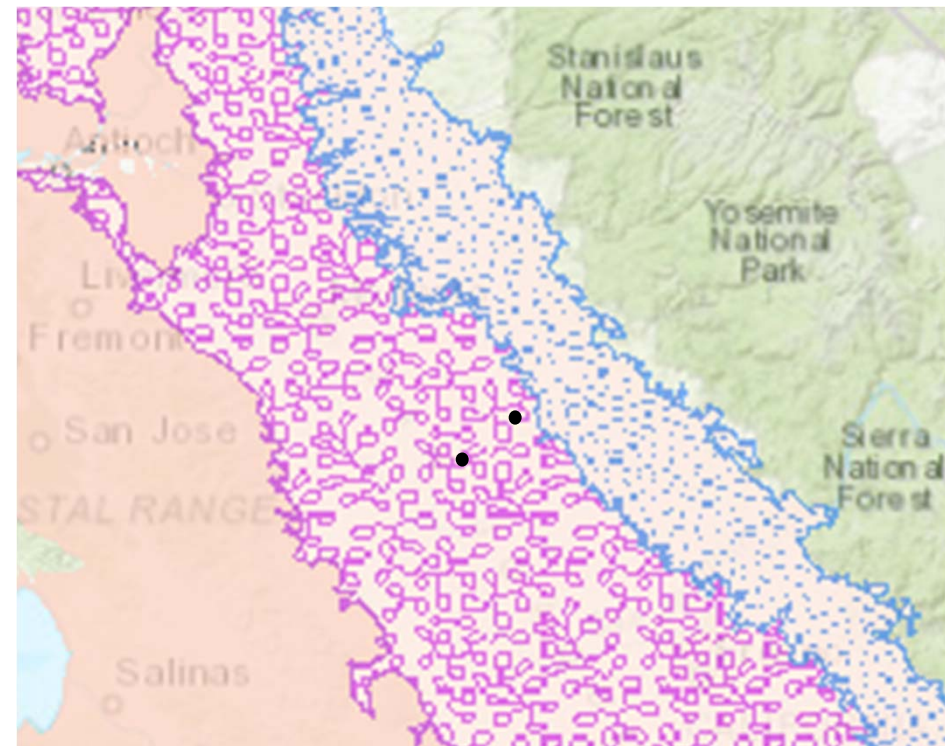 Stanislaus
National
Forest
Antioch
Yosemite
National
Park
Fremont
San Jose
Sierra
National
Forest
STAL RANGE
Salinas